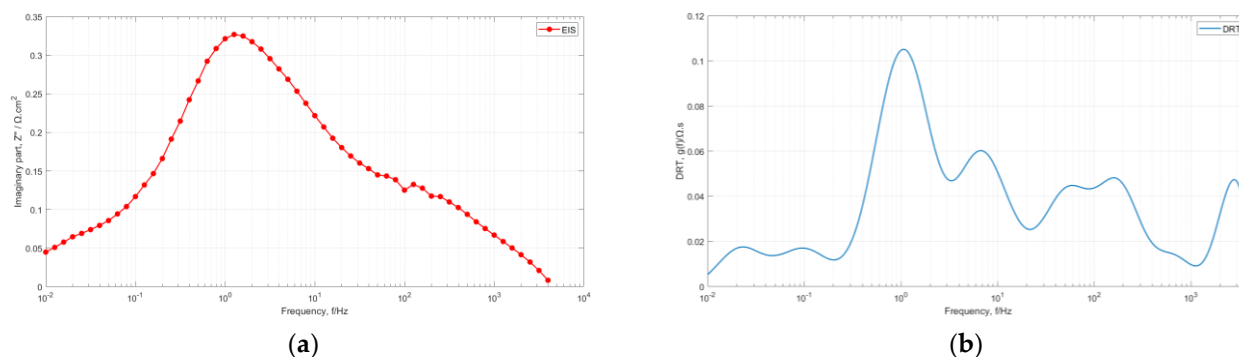 EIS
Imaginary part, Z'' / Ω.cm²
0.35
0.3
0.25
0.2
0.15
0.1
0.05
0
10⁻² 10⁻¹ 10⁰ 10¹ 10² 10³ 10⁴
Frequency, f/Hz
(a)
DRT
DRT, g(f)/Ω.s
0.12
0.1
0.08
0.06
0.04
0.02
0
10⁻² 10⁻¹ 10⁰ 10¹ 10² 10³
Frequency, f/Hz
(b)